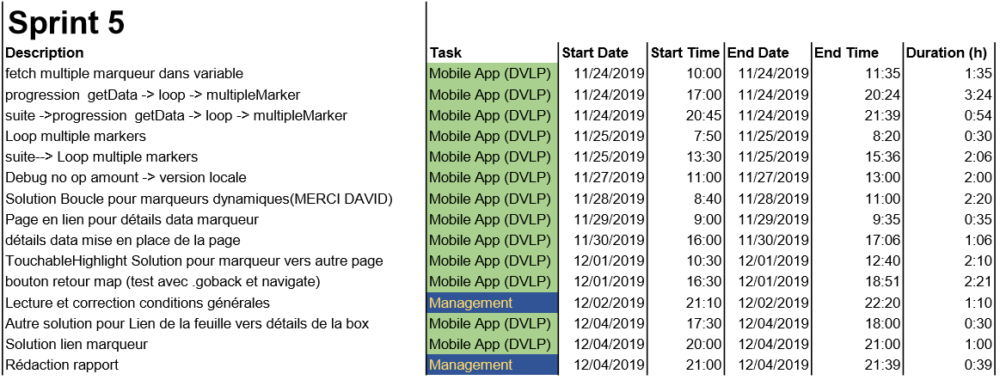 Sprint 5
Description Task Start Date Start Time End Date End Time Duration (h)
fetch multiple marqueur dans variable Mobile App (DVLP) 11/24/2019 10:00 11/24/2019 11:35 1:35
progression getData -> loop -> multipleMarker Mobile App (DVLP) 11/24/2019 17:00 11/24/2019 20:24 3:24
suite ->progression getData -> loop -> multipleMarker Mobile App (DVLP) 11/24/2019 20:45 11/24/2019 21:39 0:54
Loop multiple markers Mobile App (DVLP) 11/25/2019 7:50 11/25/2019 8:20 0:30
suite--> Loop multiple markers Mobile App (DVLP) 11/25/2019 13:30 11/25/2019 15:36 2:06
Debug no op amount -> version locale Mobile App (DVLP) 11/27/2019 11:00 11/27/2019 13:00 2:00
Solution Boucle pour marqueurs dynamiques(MERCI DAVID) Mobile App (DVLP) 11/28/2019 8:40 11/28/2019 11:00 2:20
Page en lien pour détails data marqueur Mobile App (DVLP) 11/29/2019 9:00 11/29/2019 9:35 0:35
détails data mise en place de la page Mobile App (DVLP) 11/30/2019 16:00 11/30/2019 17:06 1:06
TouchableHighlight Solution pour marqueur vers autre page Mobile App (DVLP) 12/01/2019 10:30 12/01/2019 12:40 2:10
bouton retour map (test avec .goback et navigate) Mobile App (DVLP) 12/01/2019 16:30 12/01/2019 18:51 2:21
Lecture et correction conditions générales Management 12/02/2019 21:10 12/02/2019 22:20 1:10
Autre solution pour Lien de la feuille vers détails de la box Mobile App (DVLP) 12/04/2019 17:30 12/04/2019 18:00 0:30
Solution lien marqueur Mobile App (DVLP) 12/04/2019 20:00 12/04/2019 21:00 1:00
Rédaction rapport Management 12/04/2019 21:00 12/04/2019 21:39 0:39